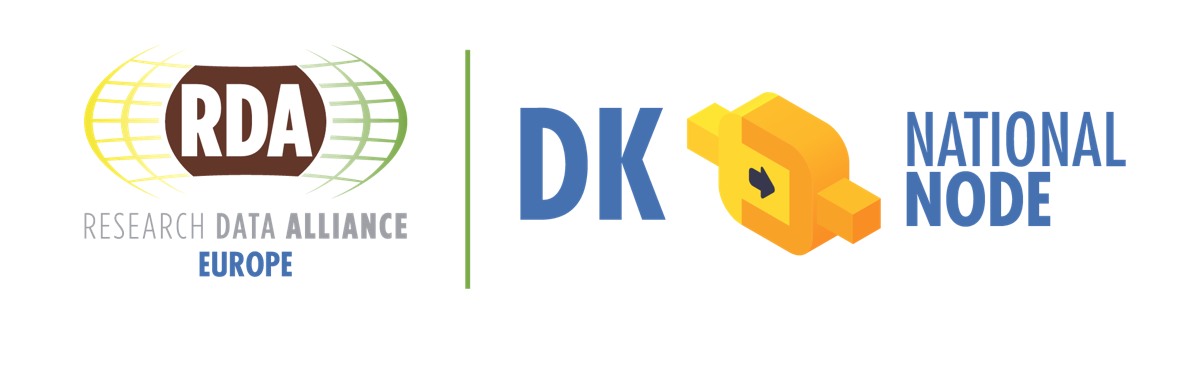 RDA
RESEARCH DATA ALLIANCE
EUROPE
DK
NATIONAL
NODE